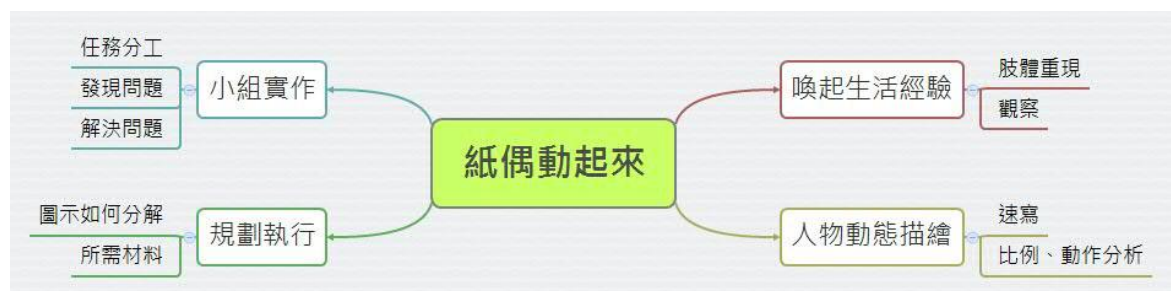 紙偶動起來
喚起生活經驗
肢體重現
觀察
人物動態描繪
速寫
比例、動作分析
規劃執行
圖示如何分解
所需材料
小組實作
任務分工
發現問題
解決問題